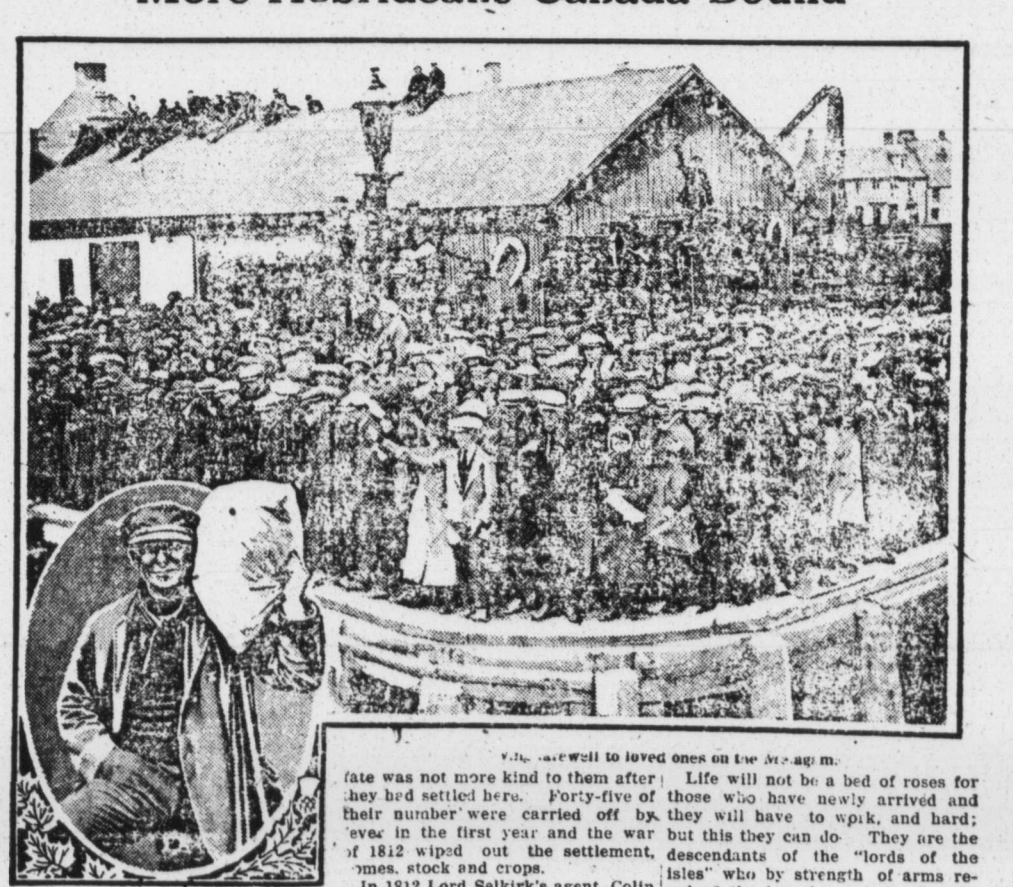 More Hebrideans Canada Bound
farewell to loved ones on the
fate was not more kind to them after
they had settled here. Forty-five of
their number were carried off by
fever in the first year and the war
of 1812 wiped out the settlement,
omes, stock and crops.
In 1812 Lord Selkirk's agent, Colin
Life will not be a bed of roses for
those who have newly arrived and
they will have to work, and hard;
but this they can do. They are the
descendants of the "lords of the
isles" who by strength of arms re-